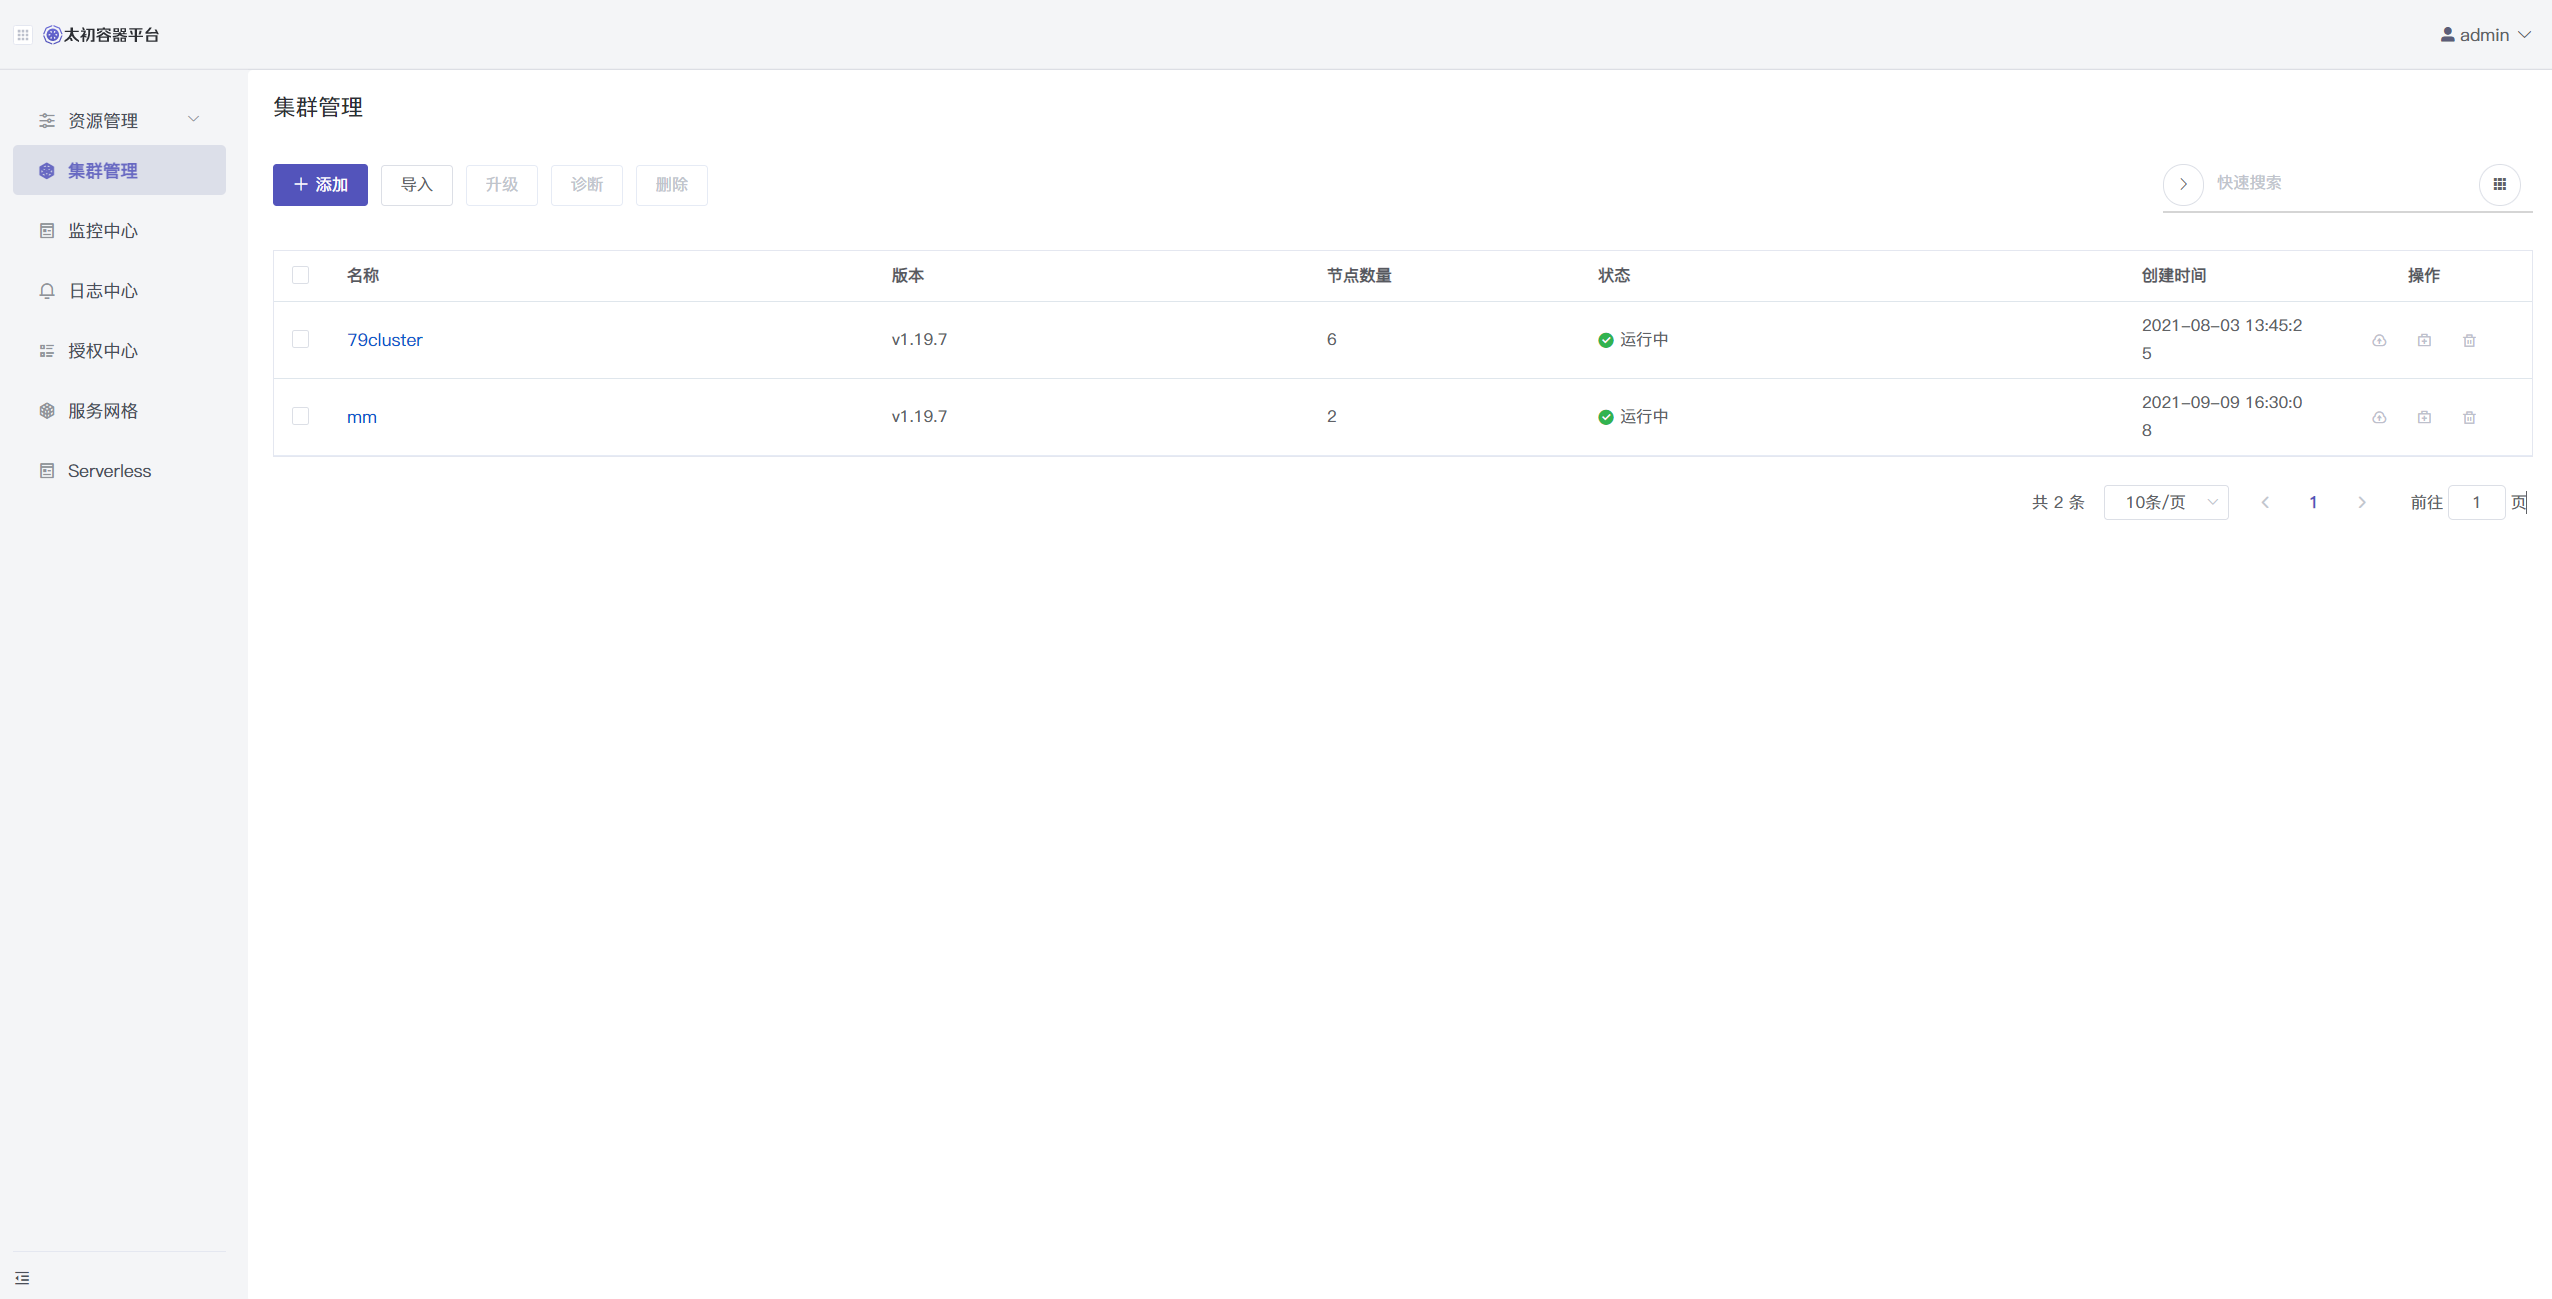 太初容器平台
admin
资源管理
集群管理
监控中心
日志中心
授权中心
服务网格
Serverless
集群管理
添加 导入 升级 诊断 删除
快速搜索
名称 版本 节点数量 状态 创建时间 操作
79cluster v1.19.7 6 运行中 2021-08-03 13:45:2
5
mm v1.19.7 2 运行中 2021-09-09 16:30:0
8
共 2 条 10条/页 1 前往 1 页